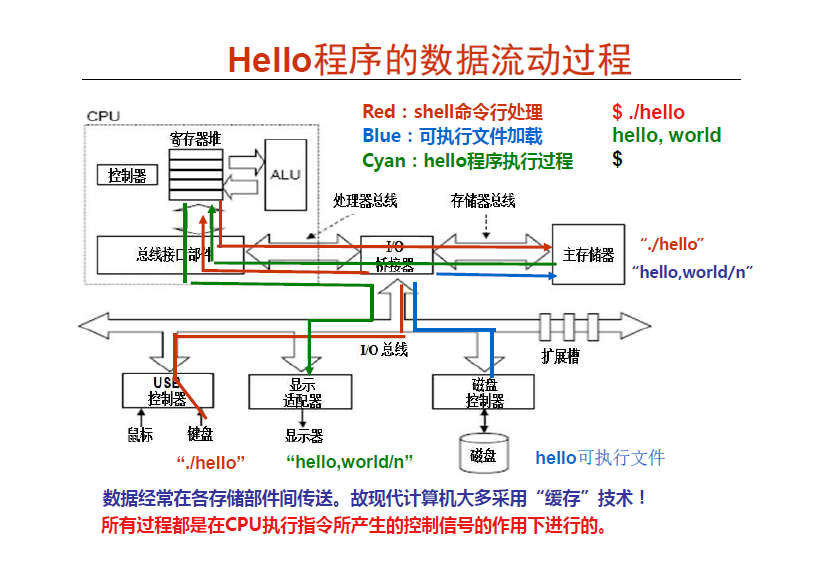 Hello程序的数据流动过程
Red：shell命令行处理
$ ./hello
Blue：可执行文件加载
hello, world
Cyan：hello程序执行过程
$
CPU
寄存器堆
控制器
ALU
处理器总线
存储器总线
总线接口部件
I/O
桥接器
主存储器
“./hello”
“hello,world/n”
I/O 总线
扩展槽
USB
控制器
显示
适配器
磁盘
控制器
鼠标
键盘
显示器
磁盘
“./hello”
“hello,world/n”
hello可执行文件
数据经常在各存储部件间传送。故现代计算机大多采用“缓存”技术！
所有过程都是在CPU执行指令所产生的控制信号的作用下进行的。